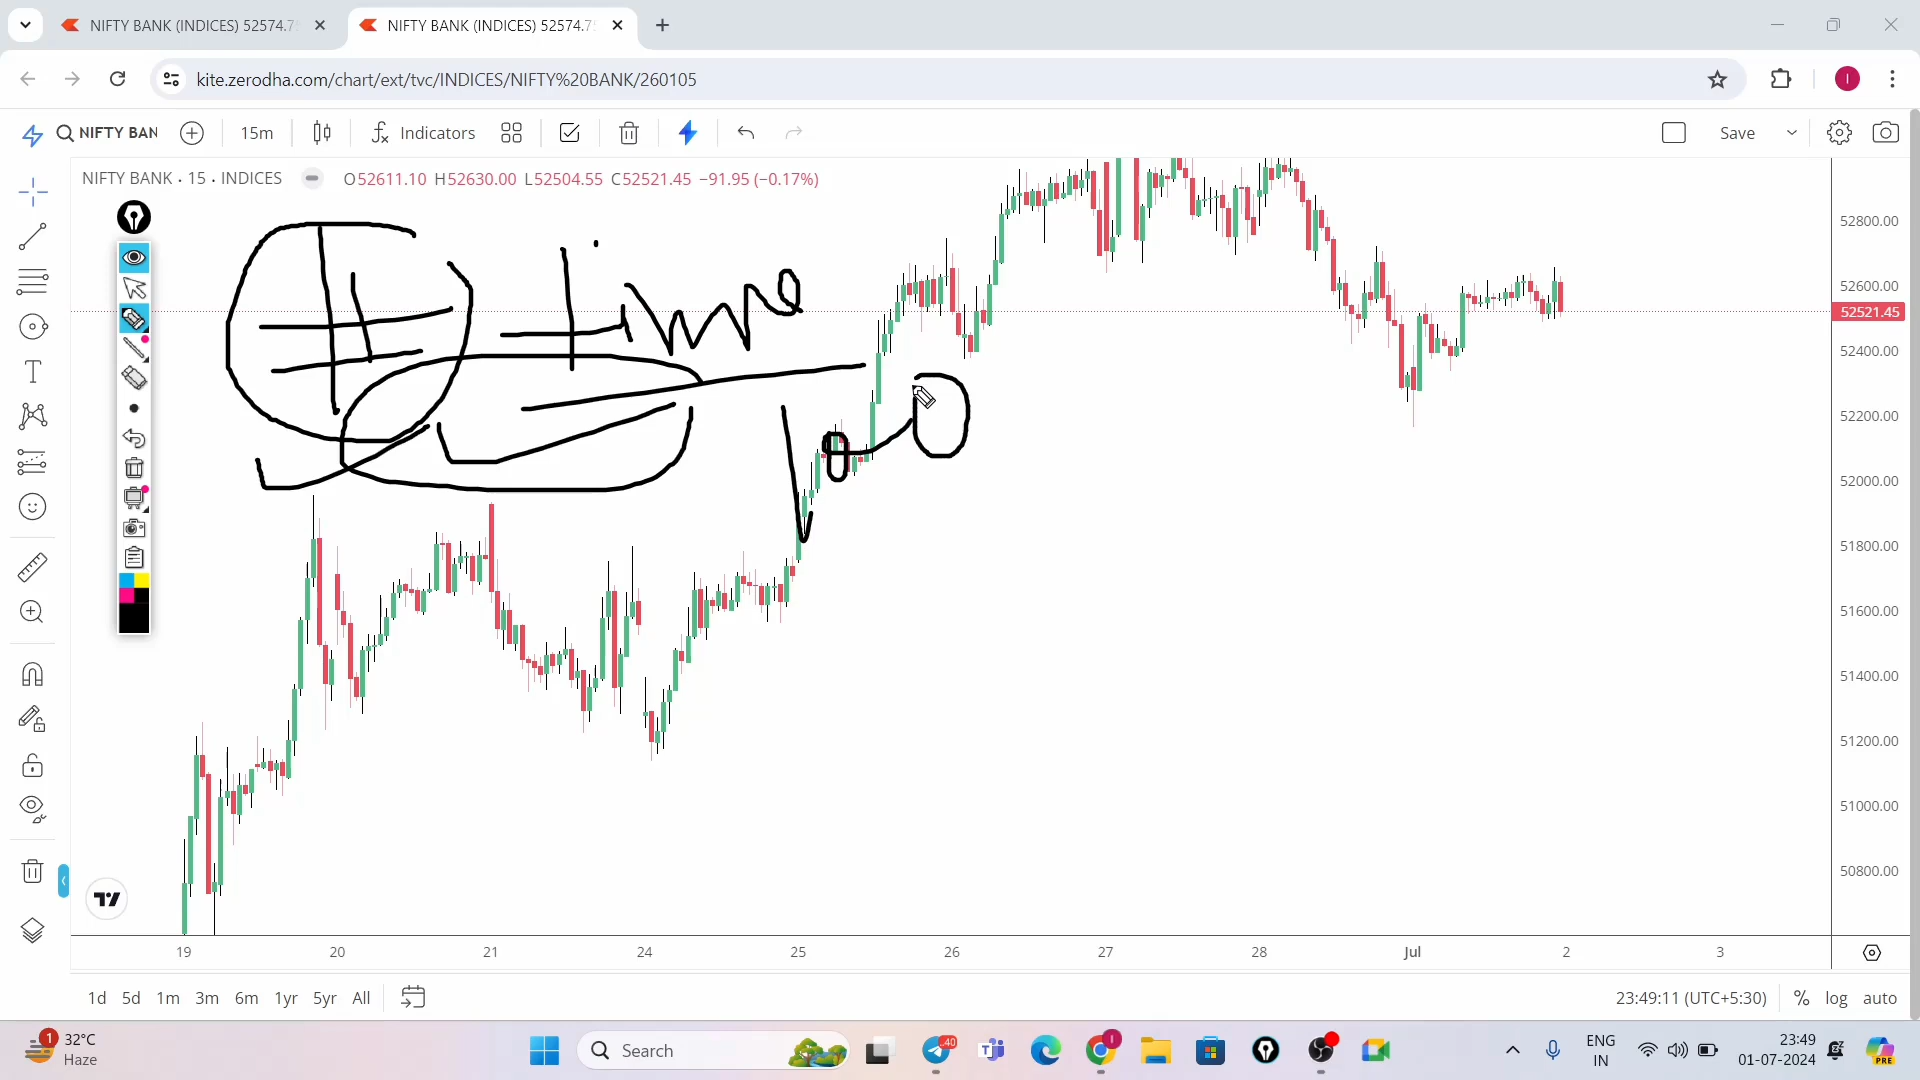 NIFTY BANK (INDICES) 52574.7
NIFTY BANK (INDICES) 52574.7
kite.zerodha.com/chart/ext/tvc/INDICES/NIFTY%20BANK/260105
I
NIFTY BAN
15m
Indicators
Save
NIFTY BANK · 15 · INDICES
O52611.10 H52630.00 L52504.55 C52521.45 −91.95 (−0.17%)
time
52800.00
52600.00
52521.45
52400.00
52200.00
52000.00
51800.00
51600.00
51400.00
51200.00
51000.00
50800.00
19 20 21 24 25 26 27 28 Jul 2 3
1d 5d 1m 3m 6m 1yr 5yr All
23:49:11 (UTC+5:30) % log auto
1
32°C
Haze
Search
40
I
ENG
IN
23:49
01-07-2024
PRE